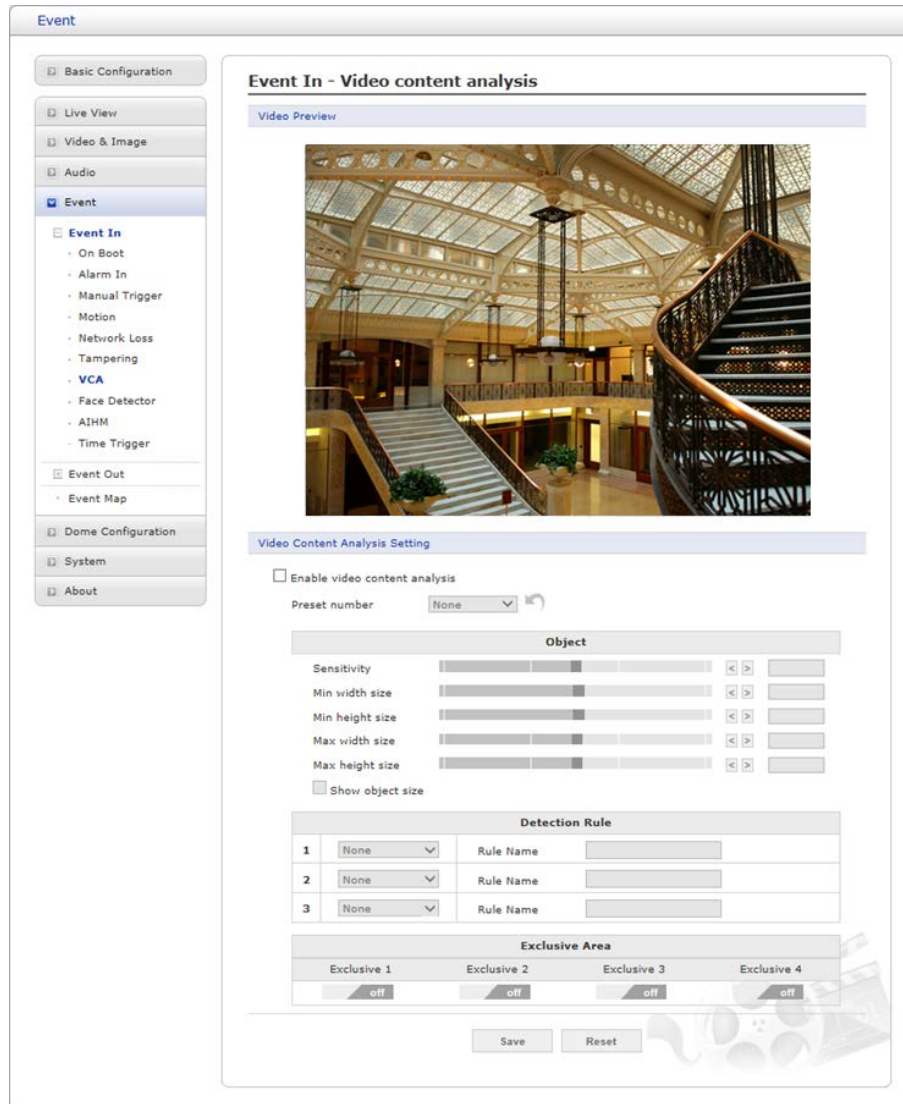 Event
Basic Configuration
Live View
Video & Image
Audio
Event
Event In
On Boot
Alarm In
Manual Trigger
Motion
Network Loss
Tampering
VCA
Face Detector
AIHM
Time Trigger
Event Out
Event Map
Dome Configuration
System
About
Event In - Video content analysis
Video Preview
Video Content Analysis Setting
Enable video content analysis
Preset number None
Object
Sensitivity < >
Min width size < >
Min height size < >
Max width size < >
Max height size < >
Show object size
Detection Rule
1 None Rule Name
2 None Rule Name
3 None Rule Name
Exclusive Area
Exclusive 1 Exclusive 2 Exclusive 3 Exclusive 4
off off off off
Save Reset